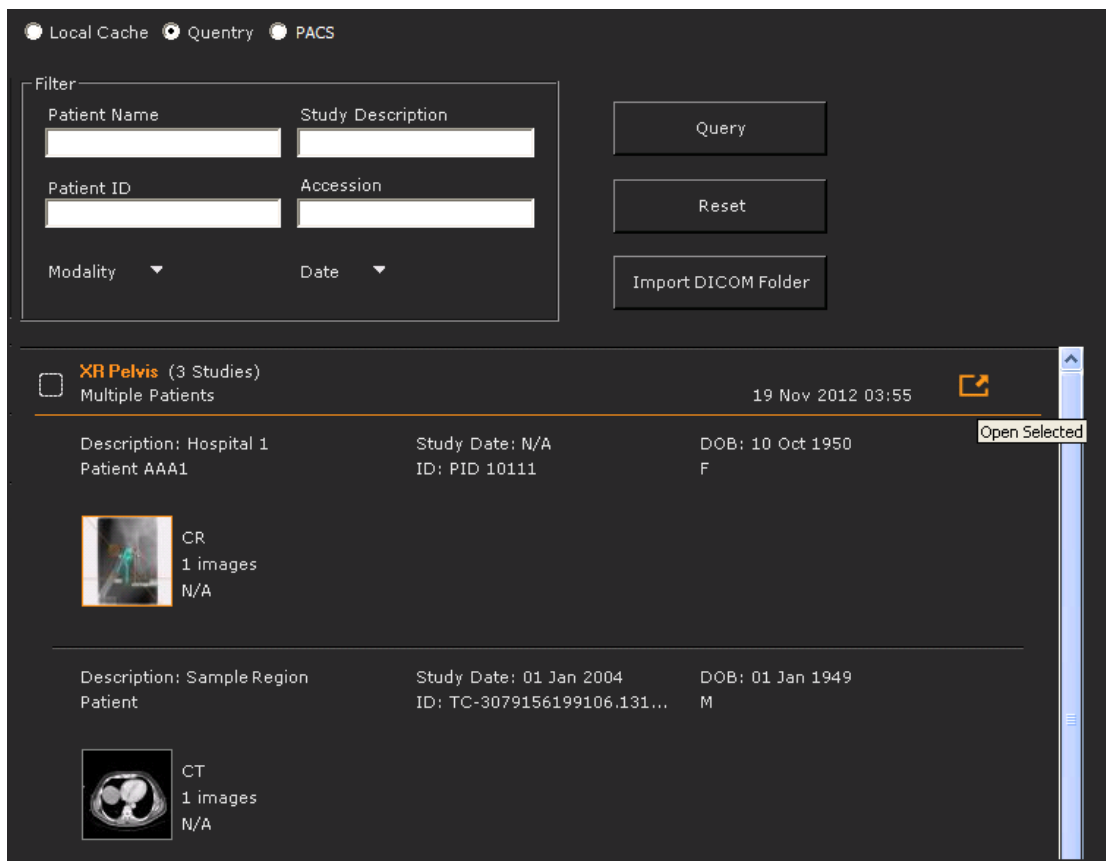 Local Cache Quentry PACS
Filter
Patient Name Study Description
Query
Patient ID Accession
Reset
Modality Date
Import DICOM Folder
XR Pelvis (3 Studies)
Multiple Patients 19 Nov 2012 03:55
Open Selected
Description: Hospital 1 Study Date: N/A DOB: 10 Oct 1950
Patient AAA1 ID: PID 10111 F
CR
1 images
N/A
Description: Sample Region Study Date: 01 Jan 2004 DOB: 01 Jan 1949
Patient ID: TC-3079156199106.131... M
CT
1 images
N/A